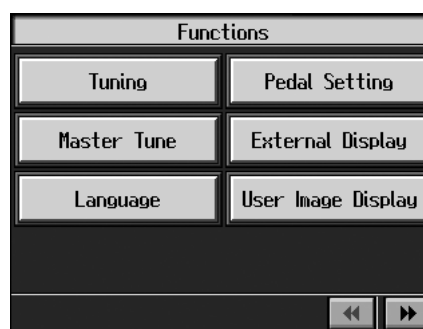 Functions
Tuning
Pedal Setting
Master Tune
External Display
Language
User Image Display